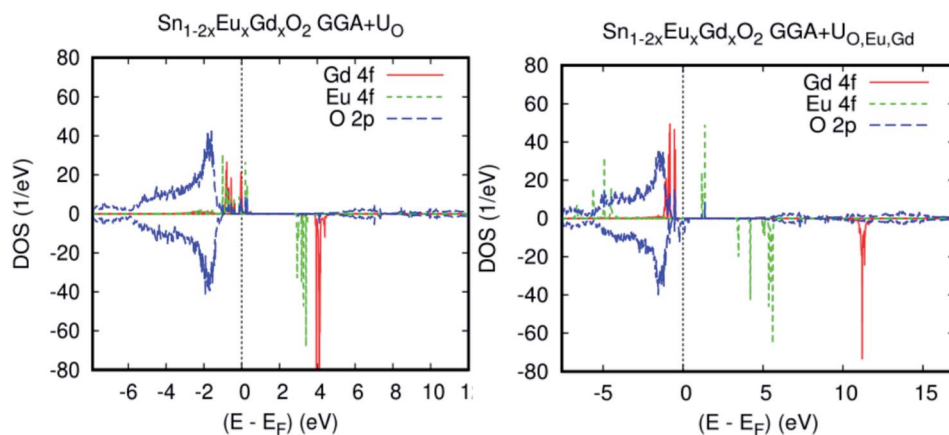 Sn1-2xEuxGdxO2 GGA+UO
80
60
40
20
0
-20
-40
-60
-80
DOS (1/eV)
Gd 4f
Eu 4f
O 2p
-6 -4 -2 0 2 4 6 8 10
(E - EF) (eV)
Sn1-2xEuxGdxO2 GGA+UO,Eu,Gd
80
60
40
20
0
-20
-40
-60
-80
DOS (1/eV)
Gd 4f
Eu 4f
O 2p
-5 0 5 10 15
(E - EF) (eV)